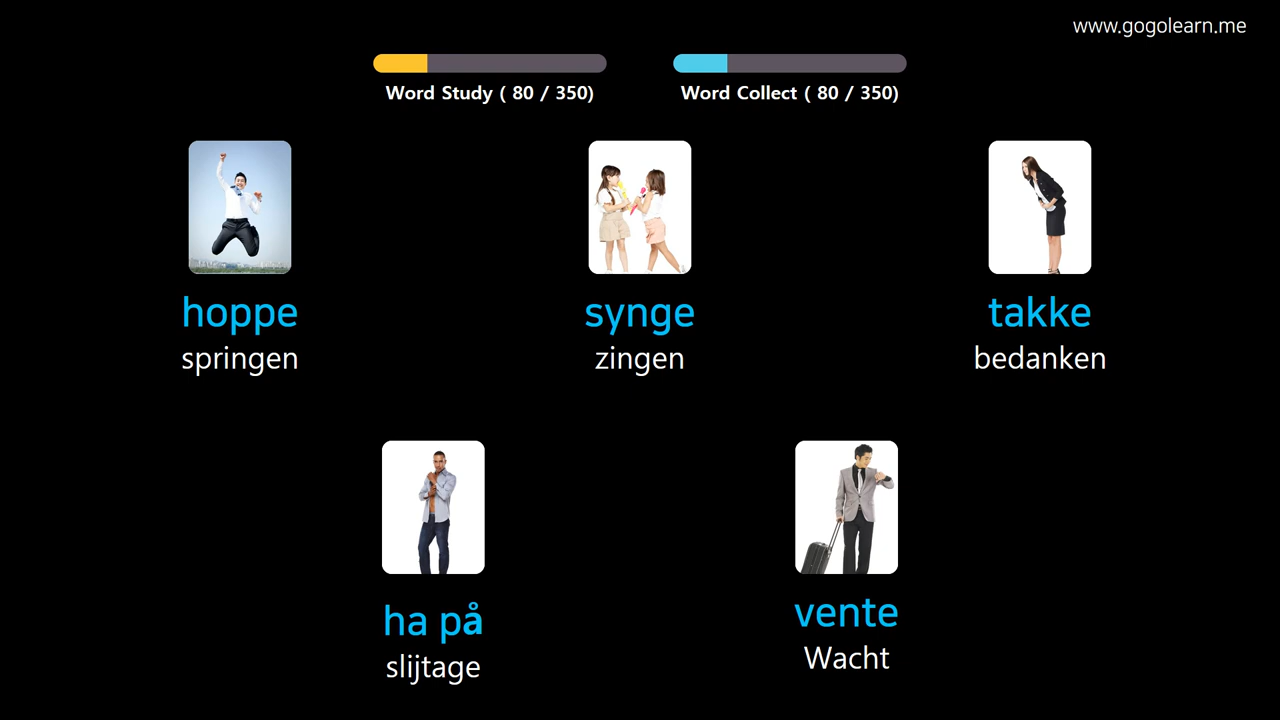 www.gogolearn.me
Word Study ( 80 / 350)
Word Collect ( 80 / 350)
hoppe
springen
synge
zingen
takke
bedanken
ha på
slijtage
vente
Wacht